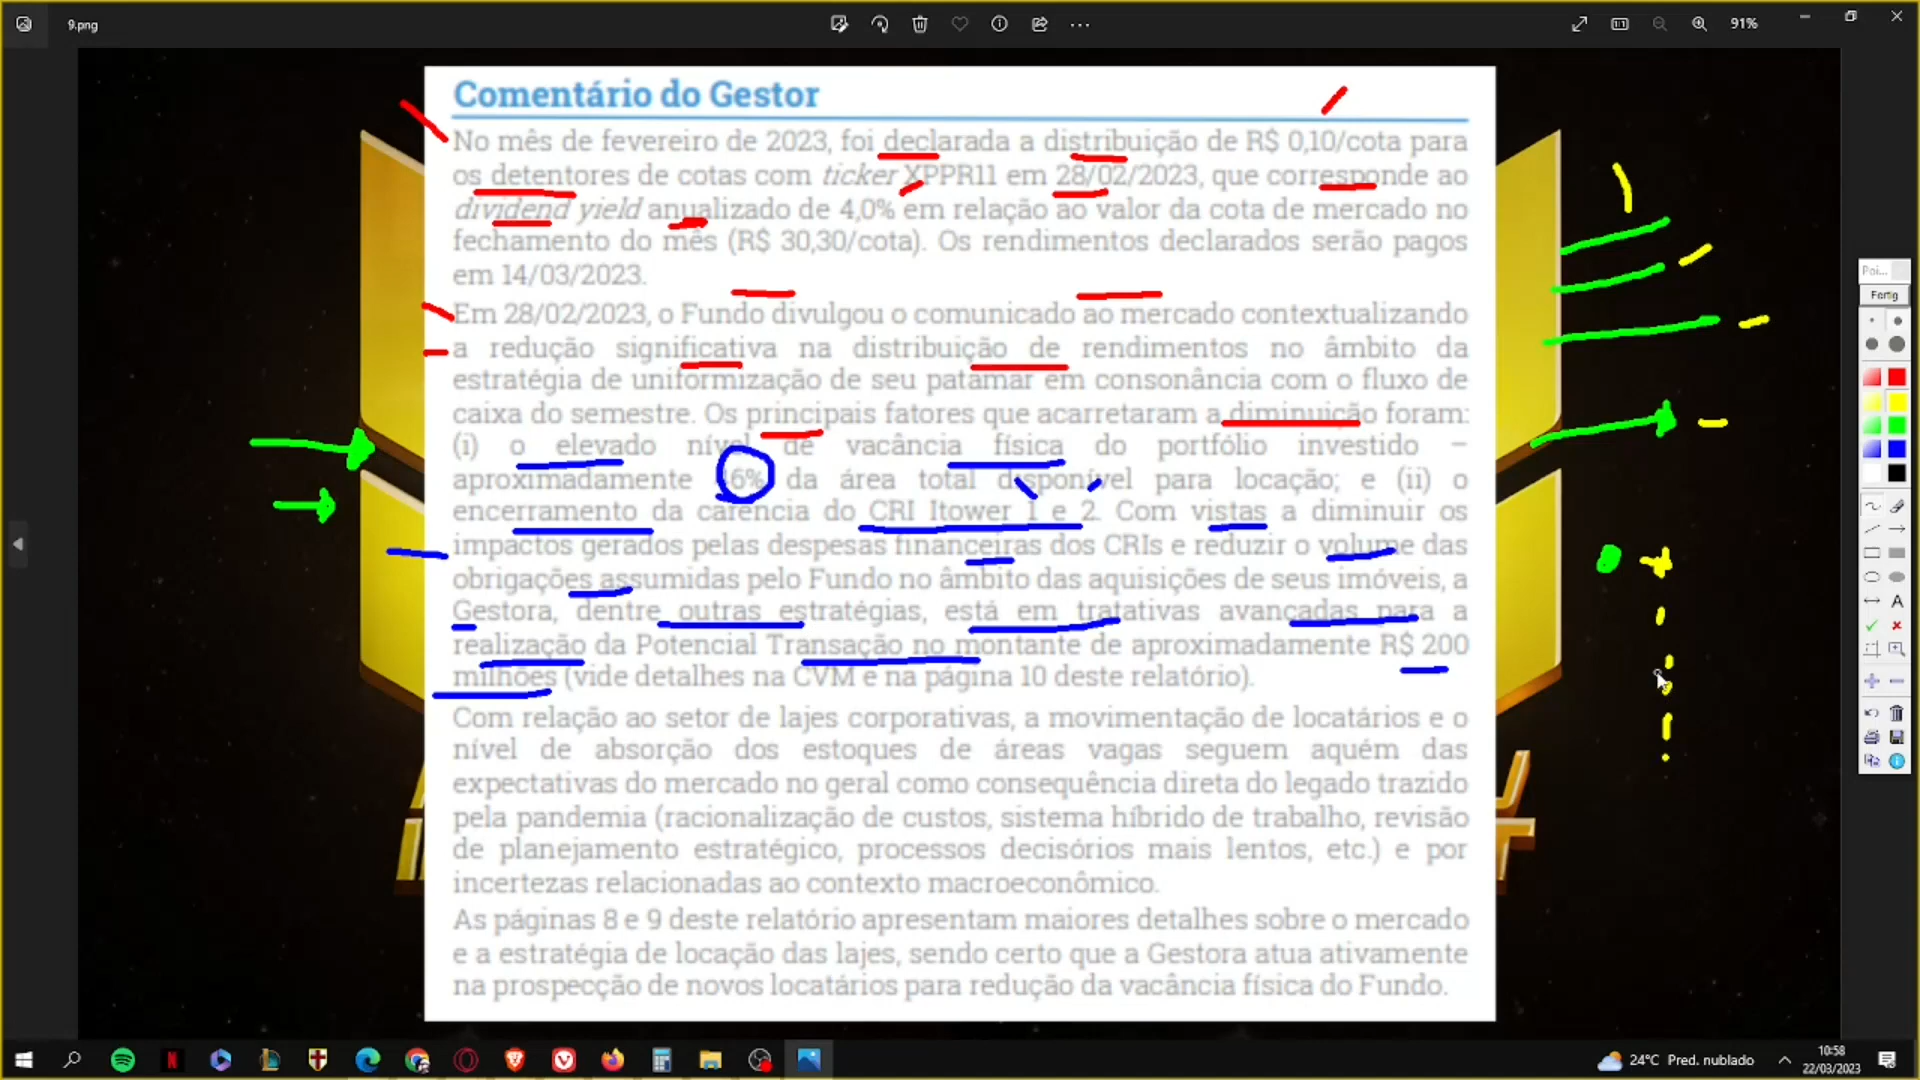 9.png
91%
Comentário do Gestor
No mês de fevereiro de 2023, foi declarada a distribuição de R$ 0,10/cota para
os detentores de cotas com ticker XPPR11 em 28/02/2023, que corresponde ao
dividend yield anualizado de 4,0% em relação ao valor da cota de mercado no
fechamento do mês (R$ 30,30/cota). Os rendimentos declarados serão pagos
em 14/03/2023.
Em 28/02/2023, o Fundo divulgou o comunicado ao mercado contextualizando
a redução significativa na distribuição de rendimentos no âmbito da
estratégia de uniformização de seu patamar em consonância com o fluxo de
caixa do semestre. Os principais fatores que acarretaram a diminuição foram:
(i) o elevado nível de vacância física do portfólio investido –
aproximadamente da área total disponível para locação; e (ii) o
encerramento da carência do CRI Itower 1 e 2. Com vistas a diminuir os
impactos gerados pelas despesas financeiras dos CRIs e reduzir o volume das
obrigações assumidas pelo Fundo no âmbito das aquisições de seus imóveis, a
Gestora, dentre outras estratégias, está em tratativas avançadas para a
realização da Potencial Transação no montante de aproximadamente R$ 200
milhões (vide detalhes na CVM e na página 10 deste relatório).
Com relação ao setor de lajes corporativas, a movimentação de locatários e o
nível de absorção dos estoques de áreas vagas seguem aquém das
expectativas do mercado no geral como consequência direta do legado trazido
pela pandemia (racionalização de custos, sistema híbrido de trabalho, revisão
de planejamento estratégico, processos decisórios mais lentos, etc.) e por
incertezas relacionadas ao contexto macroeconômico.
As páginas 8 e 9 deste relatório apresentam maiores detalhes sobre o mercado
e a estratégia de locação das lajes, sendo certo que a Gestora atua ativamente
na prospecção de novos locatários para redução da vacância física do Fundo.
Poi...
Fertig
A
24°C Pred. nublado
10:58
22/03/2023